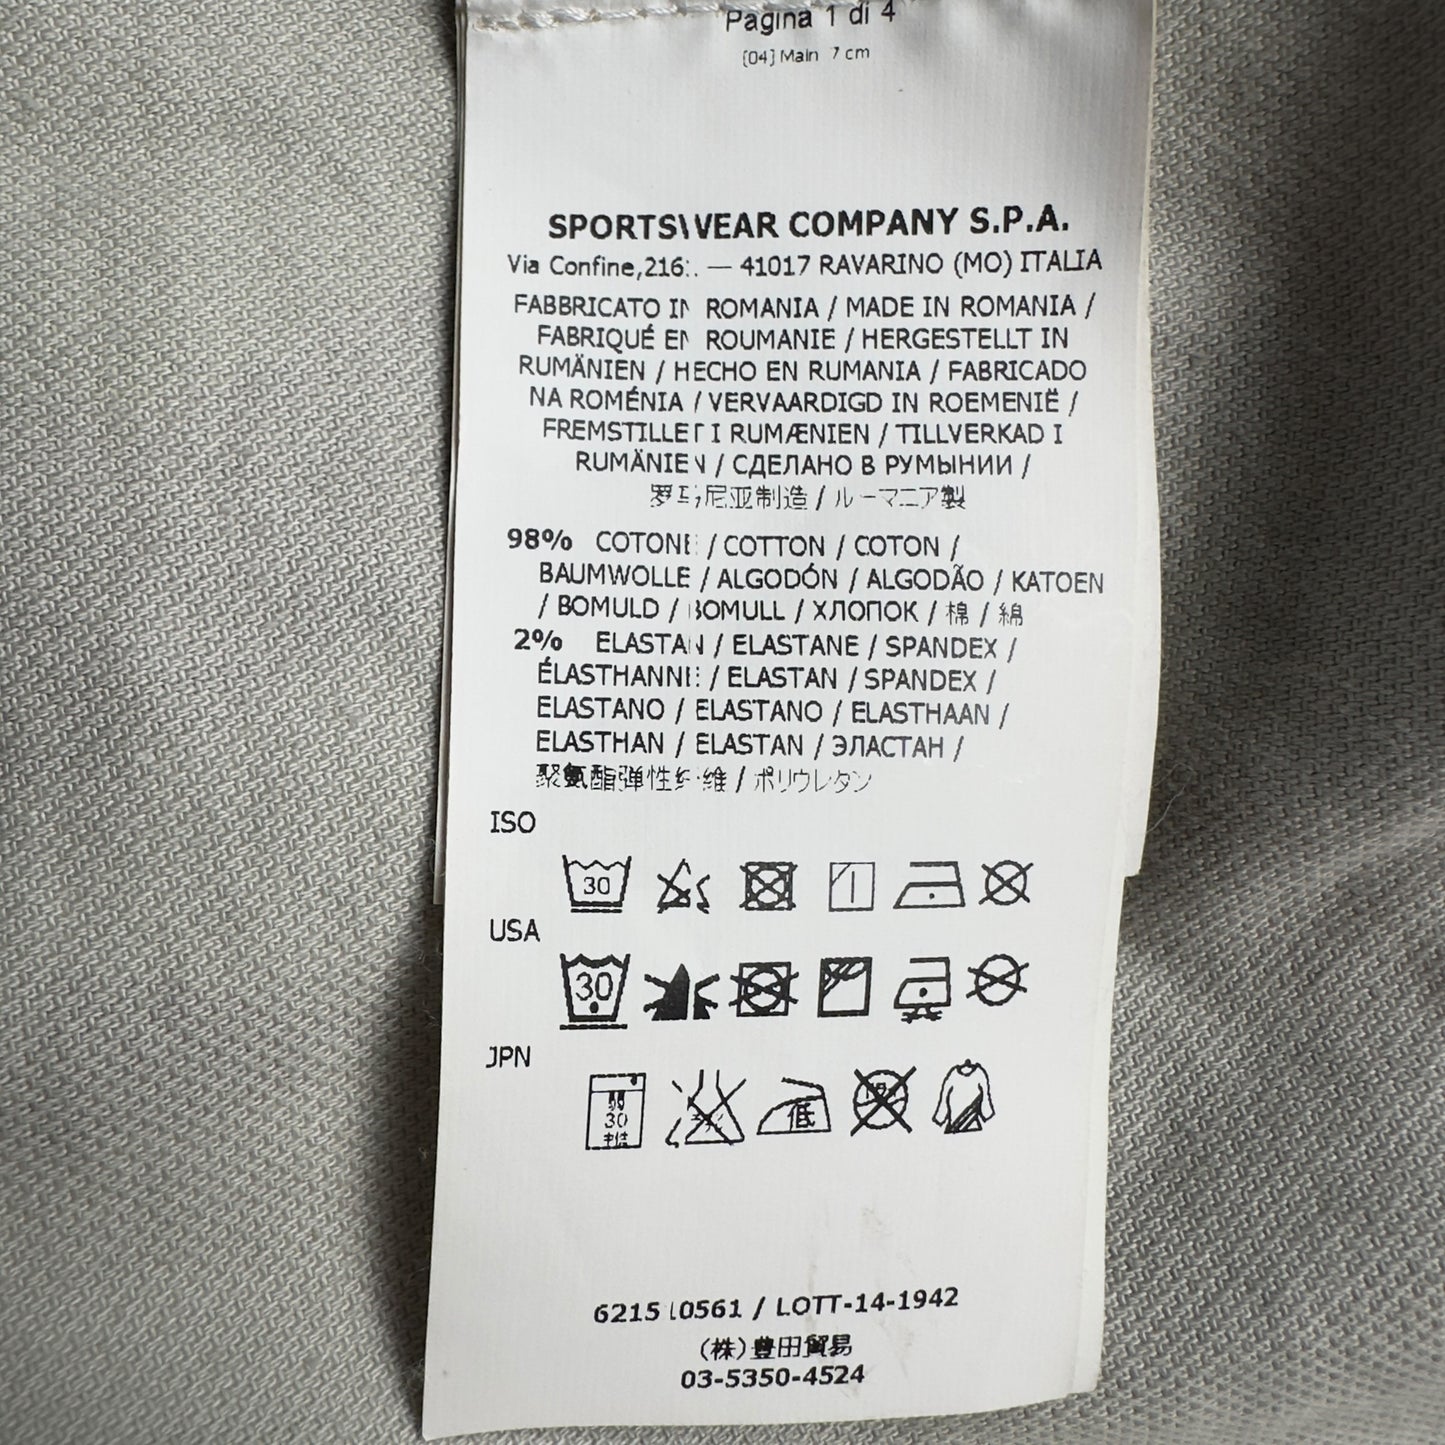 Pagina 1 di 4
[04] Main 7 cm
SPORTSWEAR COMPANY S.P.A.
Via Confine, — 41017 RAVARINO (MO) ITALIA
FABBRICATO IN ROMANIA / MADE IN ROMANIA /
FABRIQUÉ EN ROUMANIE / HERGESTELLT IN
RUMÄNIEN / HECHO EN RUMANIA / FABRICADO
NA ROMÉNIA / VERVAARDIGD IN ROEMENIË /
FREMSTILLET I RUMÆNIEN / TILLVERKAD I
RUMÄNIEN / СДЕЛАНО В РУМЫНИИ /
罗马尼亚制造 / ルーマニア製
98% COTONE / COTTON / COTON /
BAUMWOLLE / ALGODÓN / ALGODÃO / KATOEN
/ BOMULD / BOMULL / ХЛОПОК / 棉 / 綿
2% ELASTAN / ELASTANE / SPANDEX /
ÉLASTHANNE / ELASTAN / SPANDEX /
ELASTANO / ELASTANO / ELASTHAAN /
ELASTHAN / ELASTAN / ЭЛАСТАН /
聚氨酯弹性纤维 / ポリウレタン
ISO
30
USA
30
JPN
弱
30
中性
低
621510561 / LOTT-14-1942
(株)豊田貿易
03-5350-4524